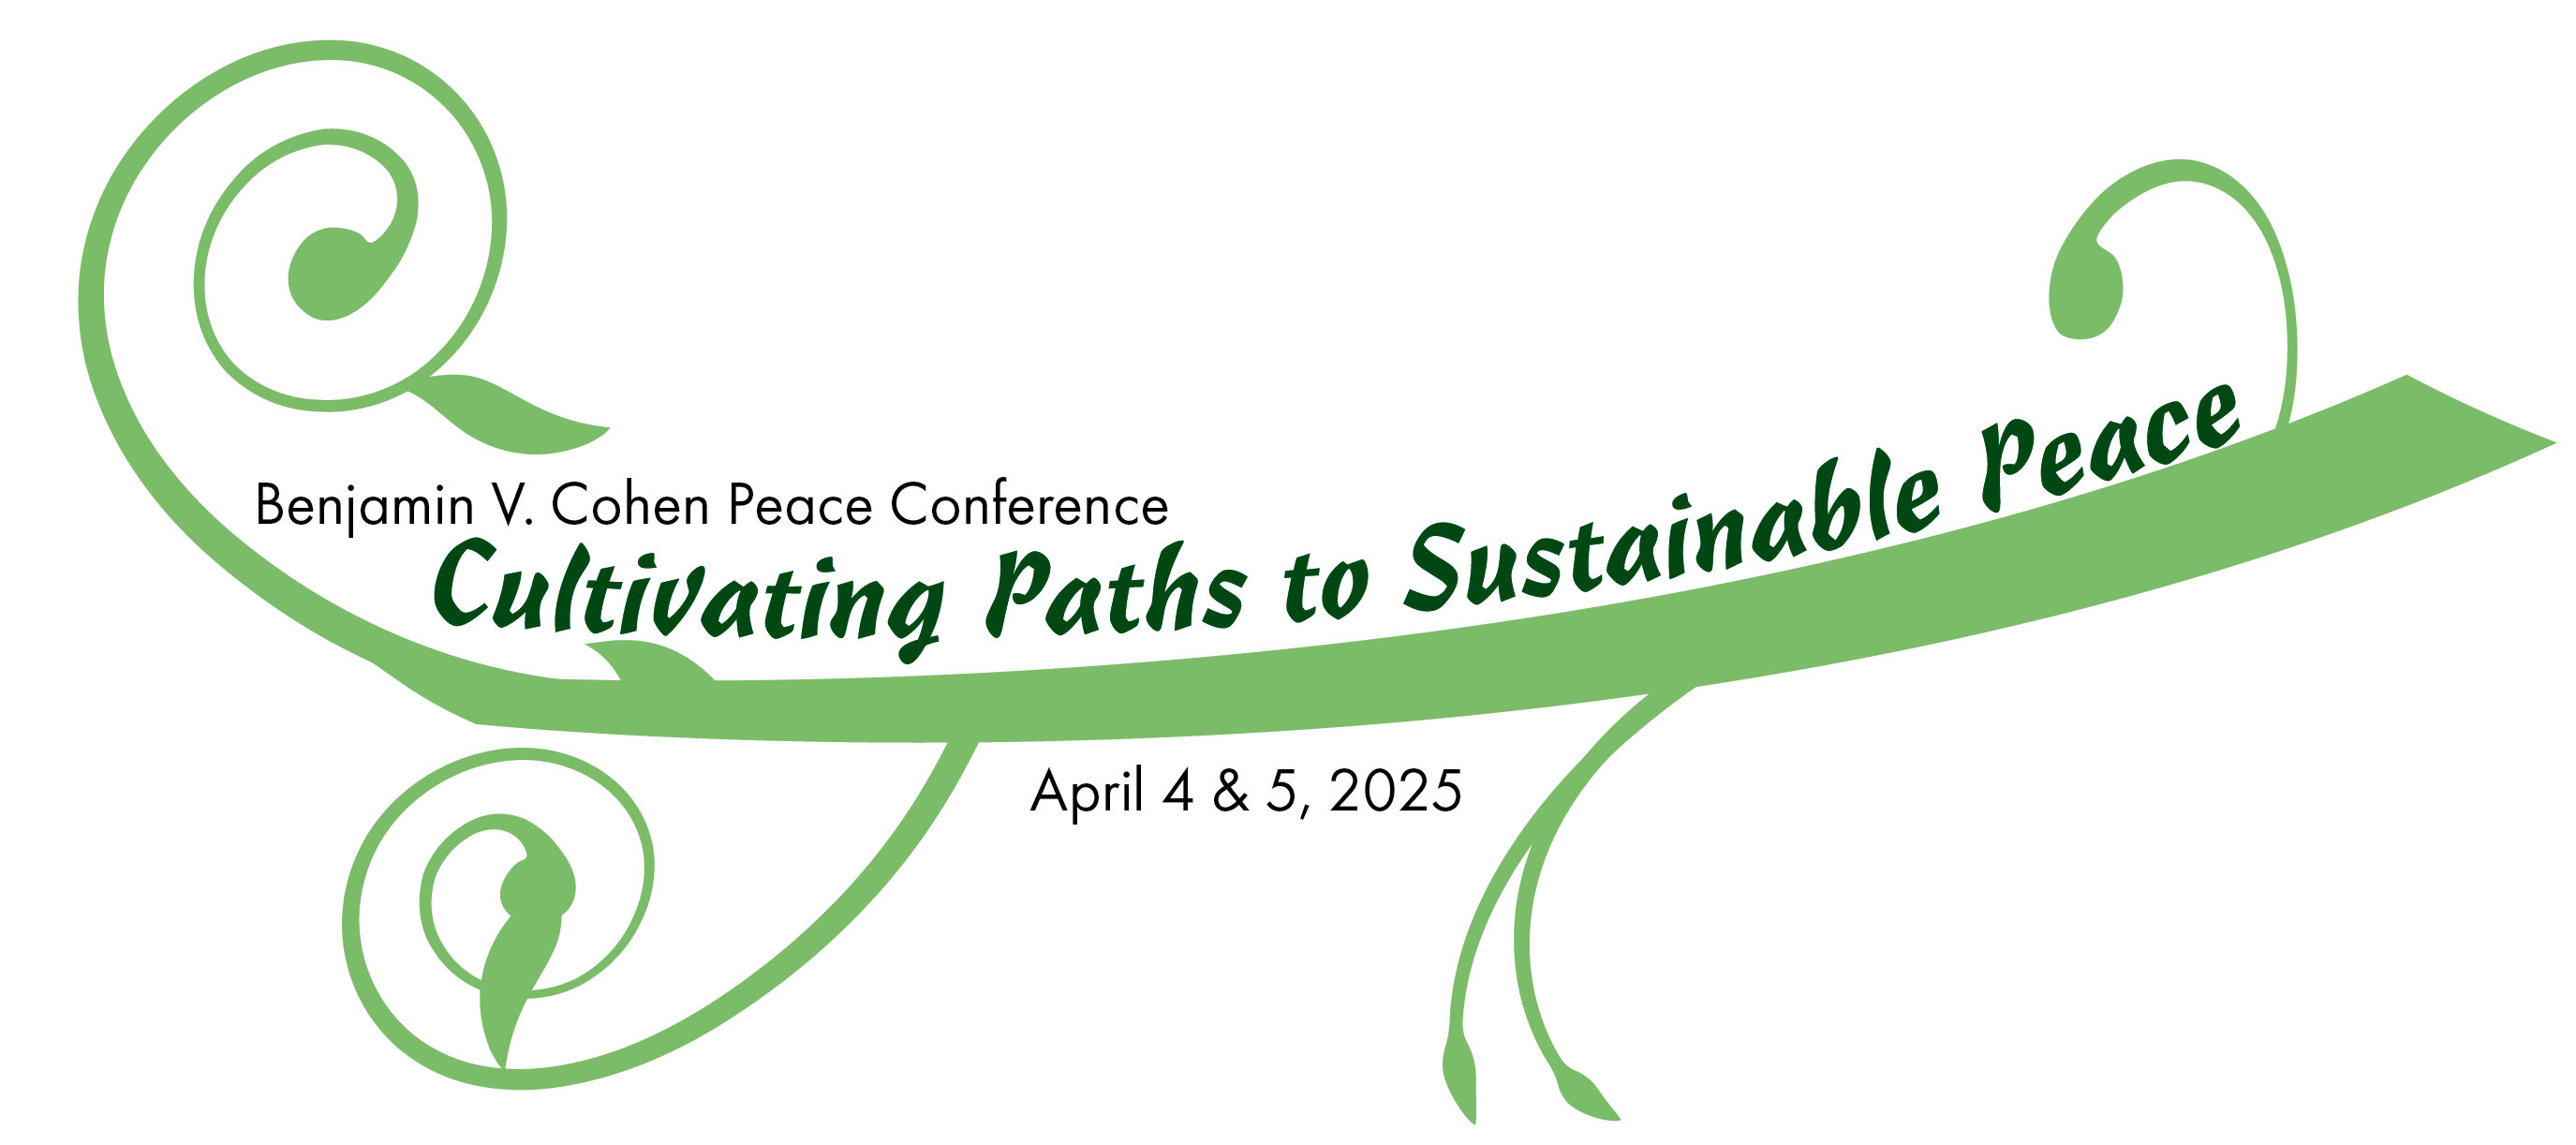 Benjamin V. Cohen Peace Conference
Cultivating Paths to Sustainable Peace
April 4 & 5, 2025